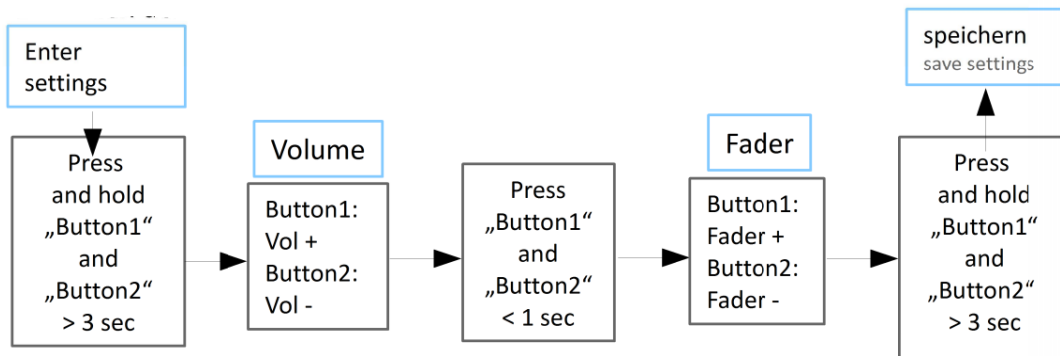 Enter
settings
Press
and hold
„Button1“
and
„Button2“
> 3 sec
Volume
Button1:
Vol +
Button2:
Vol -
Press
„Button1“
and
„Button2“
< 1 sec
Fader
Button1:
Fader +
Button2:
Fader -
Press
and hold
„Button1“
and
„Button2“
> 3 sec
speichern
save settings